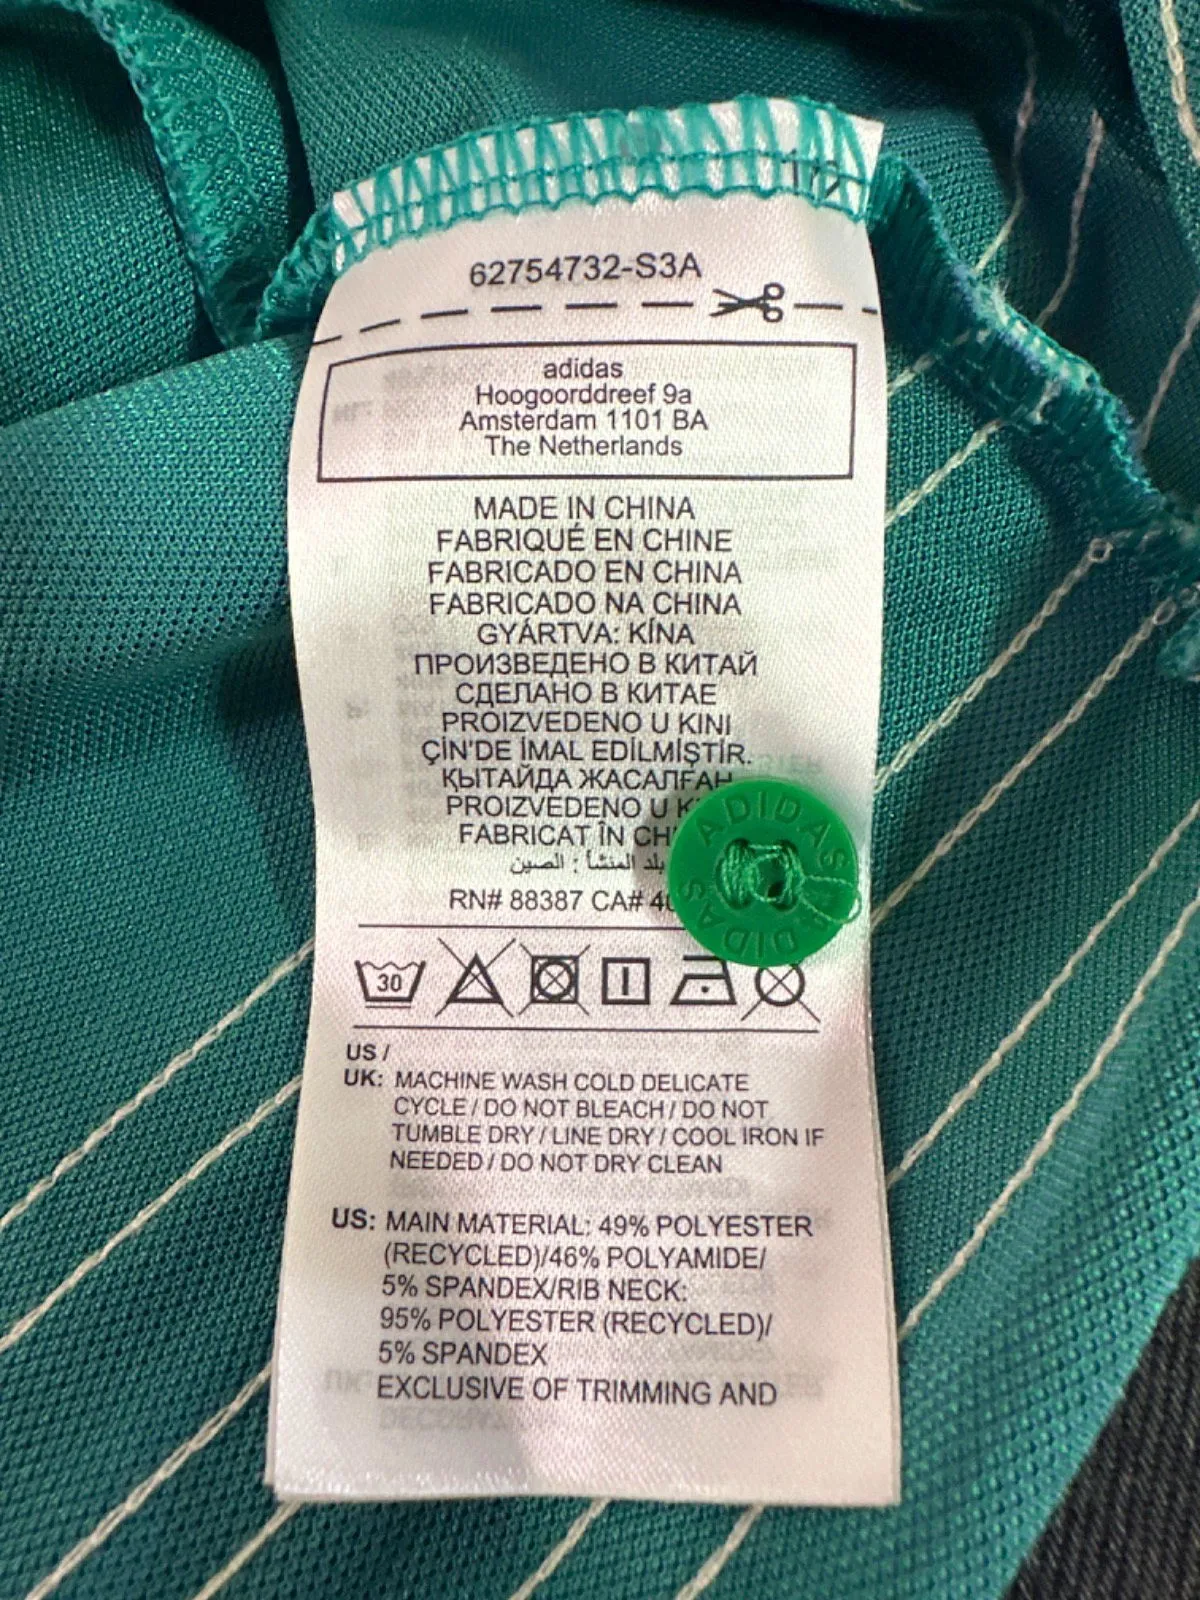 1/2
62754732-S3A
adidas
Hoogoorddreef 9a
Amsterdam 1101 BA
The Netherlands
MADE IN CHINA
FABRIQUÉ EN CHINE
FABRICADO EN CHINA
FABRICADO NA CHINA
GYÁRTVA: KÍNA
ПРОИЗВЕДЕНО В КИТАЙ
СДЕЛАНО В КИТАЕ
PROIZVEDENO U KINI
ÇİN'DE İMAL EDİLMİŞTİR.
ҚЫТАЙДА ЖАСАЛҒАН
PROIZVEDENO U
FABRICAT ÎN
بلد المنشأ : الصين
RN# 88387 CA#
ADIDAS
ADIDAS
30
US /
UK: MACHINE WASH COLD DELICATE
CYCLE / DO NOT BLEACH / DO NOT
TUMBLE DRY / LINE DRY / COOL IRON IF
NEEDED / DO NOT DRY CLEAN
US: MAIN MATERIAL: 49% POLYESTER
(RECYCLED)/46% POLYAMIDE/
5% SPANDEX/RIB NECK:
95% POLYESTER (RECYCLED)/
5% SPANDEX
EXCLUSIVE OF TRIMMING AND